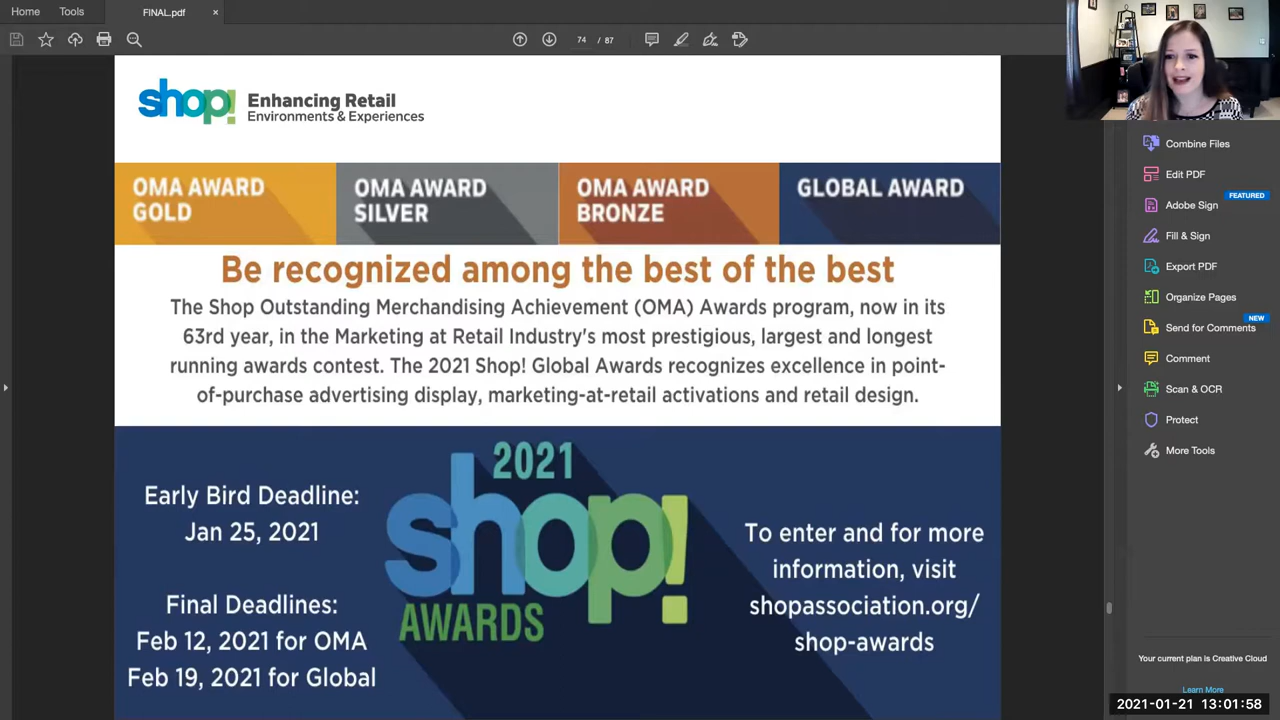 Home Tools FINAL.pdf ×
74 / 87
shop! Enhancing Retail
Environments & Experiences
OMA AWARD
GOLD
OMA AWARD
SILVER
OMA AWARD
BRONZE
GLOBAL AWARD
Be recognized among the best of the best
The Shop Outstanding Merchandising Achievement (OMA) Awards program, now in its
63rd year, in the Marketing at Retail Industry's most prestigious, largest and longest
running awards contest. The 2021 Shop! Global Awards recognizes excellence in point-
of-purchase advertising display, marketing-at-retail activations and retail design.
Early Bird Deadline:
Jan 25, 2021
Final Deadlines:
Feb 12, 2021 for OMA
Feb 19, 2021 for Global
2021
shop!
AWARDS
To enter and for more
information, visit
shopassociation.org/
shop-awards
Combine Files
Edit PDF
FEATURED
Adobe Sign
Fill & Sign
Export PDF
Organize Pages
NEW
Send for Comments
Comment
Scan & OCR
Protect
More Tools
Your current plan is Creative Cloud
Learn More
2021-01-21 13:01:58